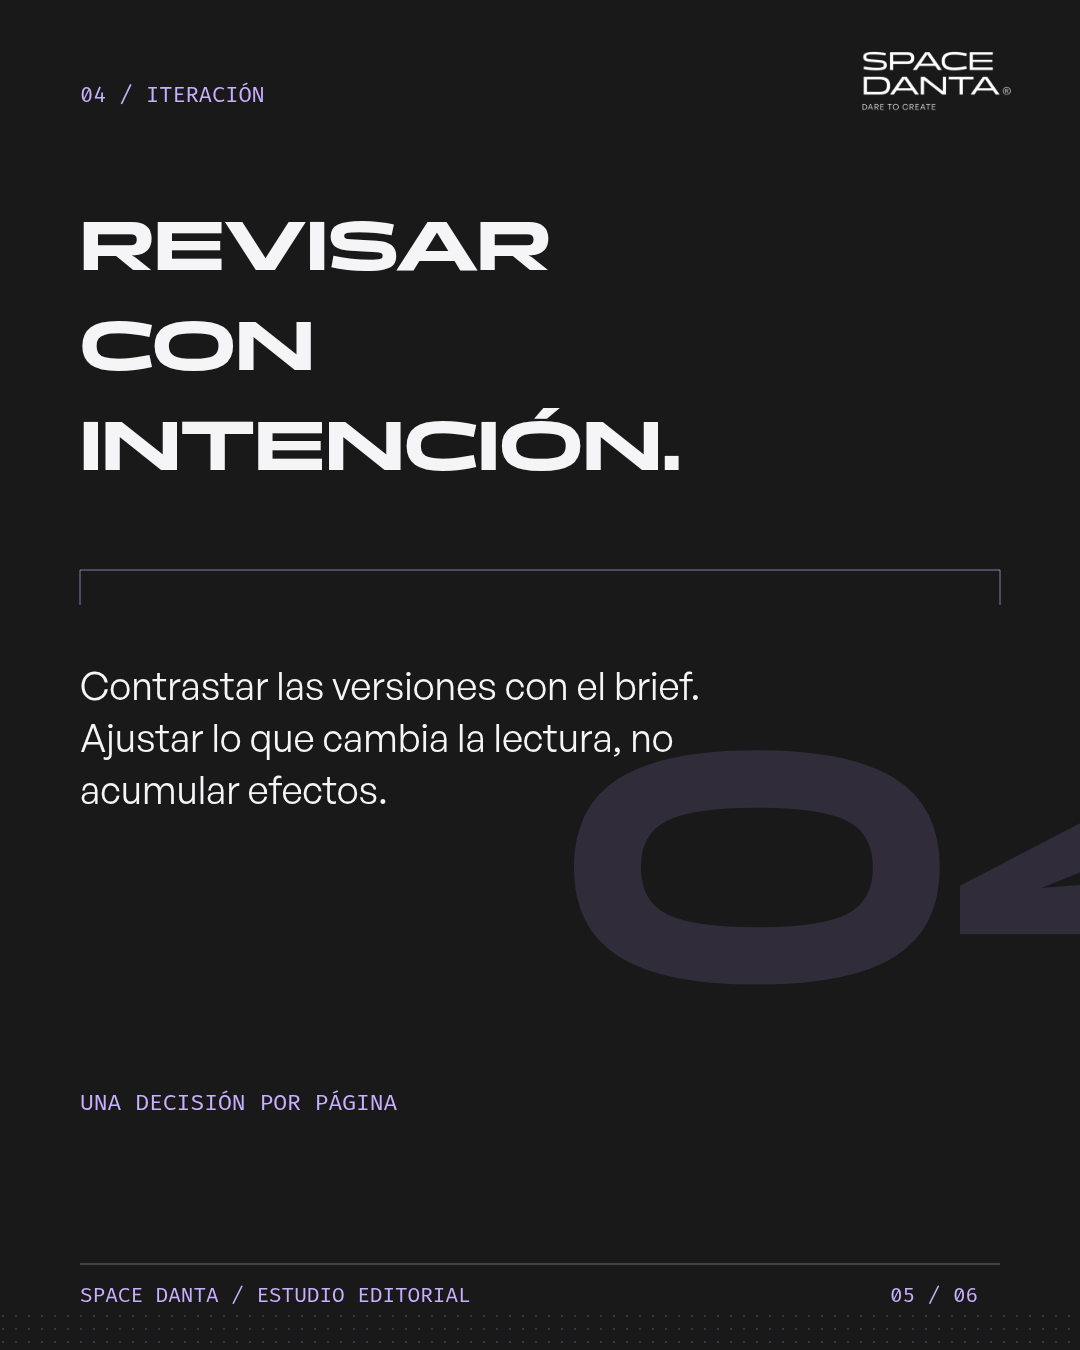 04 / ITERACIÓN
SPACE
DANTA®
DARE TO CREATE
REVISAR
CON
INTENCIÓN.
Contrastar las versiones con el brief.
Ajustar lo que cambia la lectura, no
acumular efectos.
04
UNA DECISIÓN POR PÁGINA
SPACE DANTA / ESTUDIO EDITORIAL
05 / 06